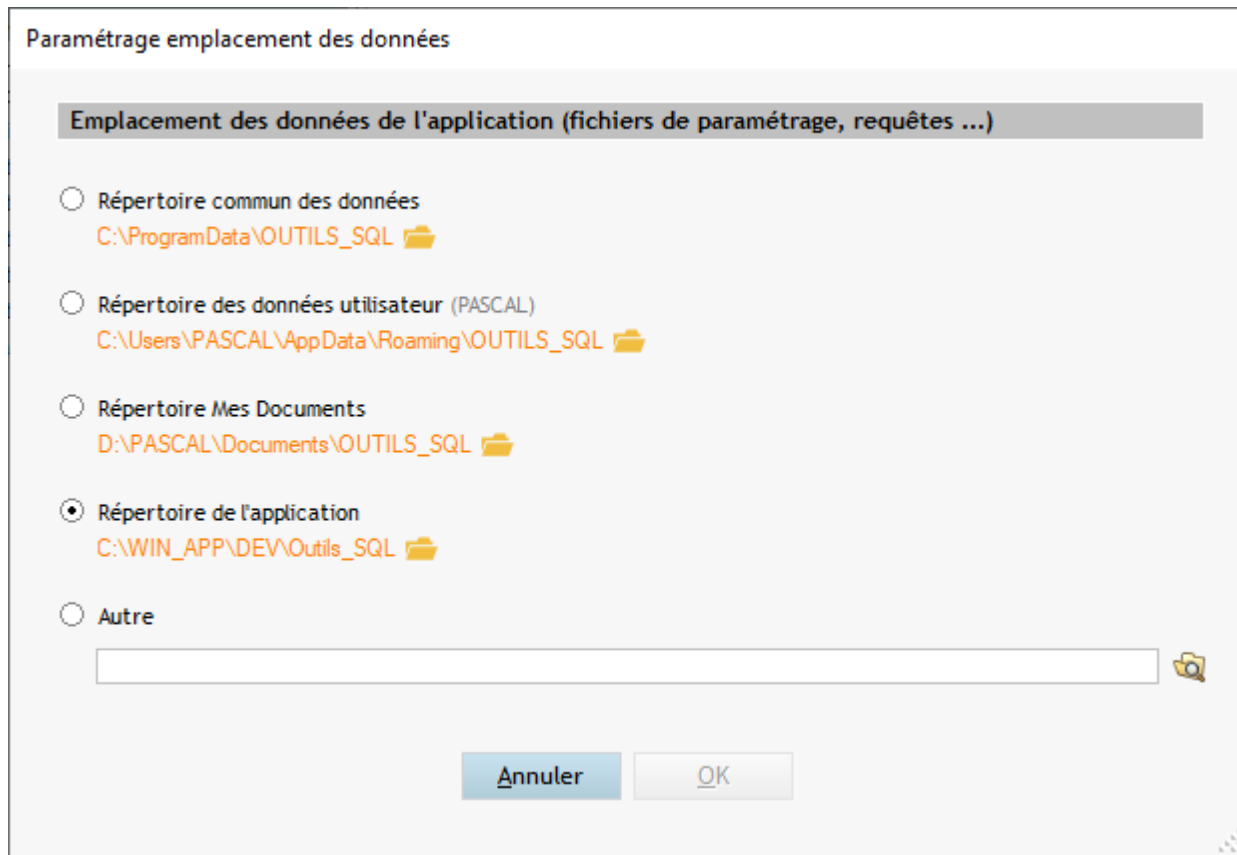 Paramétrage emplacement des données
Emplacement des données de l'application (fichiers de paramétrage, requêtes ...)
Répertoire commun des données
C:\ProgramData\OUTILS_SQL
Répertoire des données utilisateur (PASCAL)
C:\Users\PASCAL\AppData\Roaming\OUTILS_SQL
Répertoire Mes Documents
D:\PASCAL\Documents\OUTILS_SQL
Répertoire de l'application
C:\WIN_APP\DEV\Outils_SQL
Autre
Annuler OK